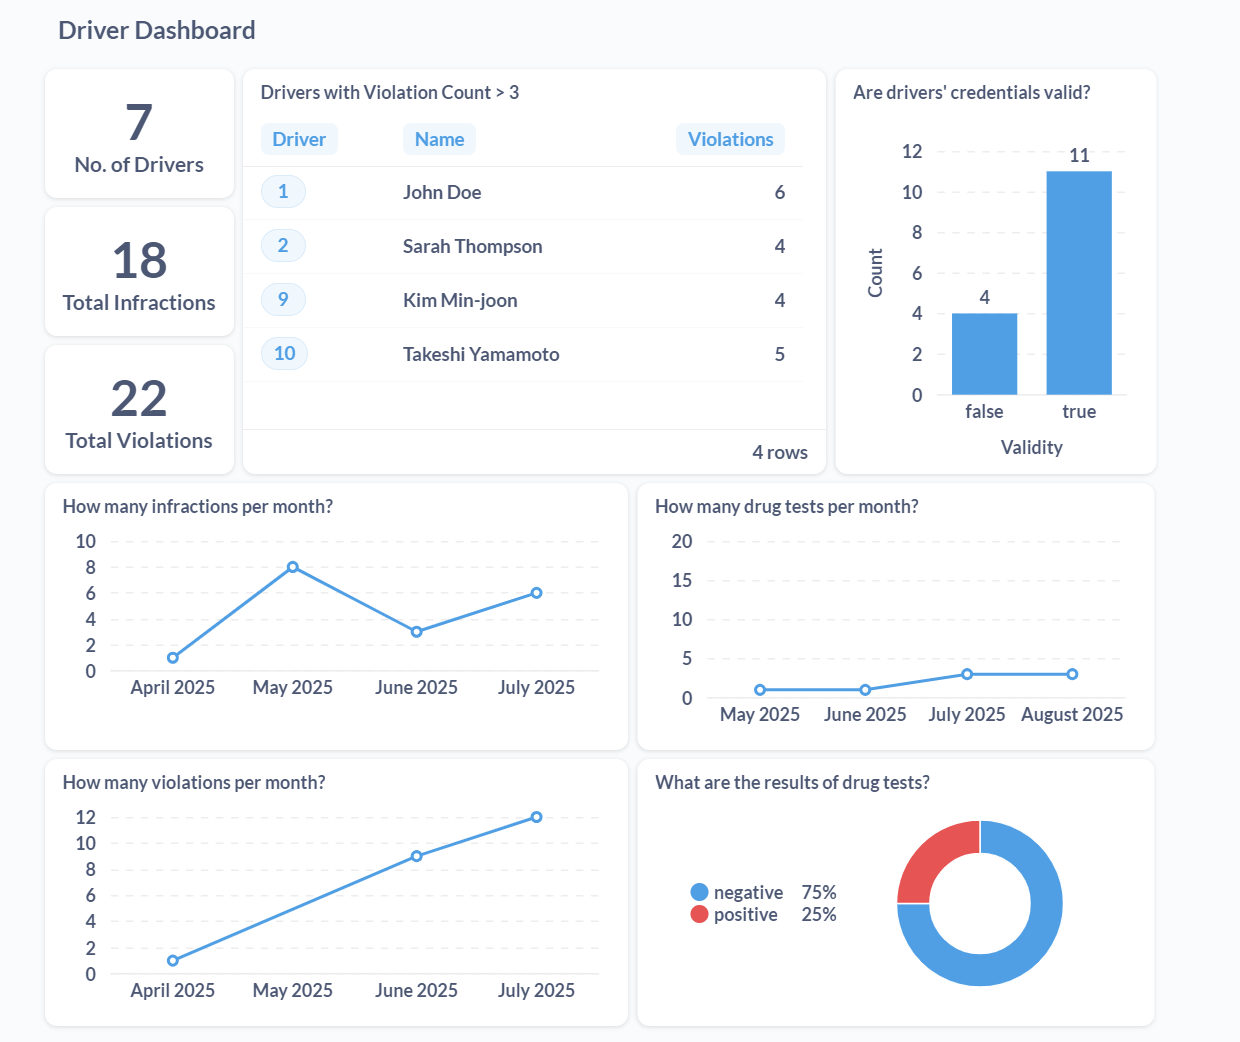 Driver Dashboard
7
No. of Drivers
18
Total Infractions
22
Total Violations
Drivers with Violation Count > 3
Driver Name Violations
1 John Doe 6
2 Sarah Thompson 4
9 Kim Min-joon 4
10 Takeshi Yamamoto 5
4 rows
Are drivers' credentials valid?
Count
12
10
8
6
4
2
0
4
11
false true
Validity
How many infractions per month?
10
8
6
4
2
0
April 2025 May 2025 June 2025 July 2025
How many drug tests per month?
20
15
10
5
0
May 2025 June 2025 July 2025 August 2025
How many violations per month?
12
10
8
6
4
2
0
April 2025 May 2025 June 2025 July 2025
What are the results of drug tests?
negative 75%
positive 25%